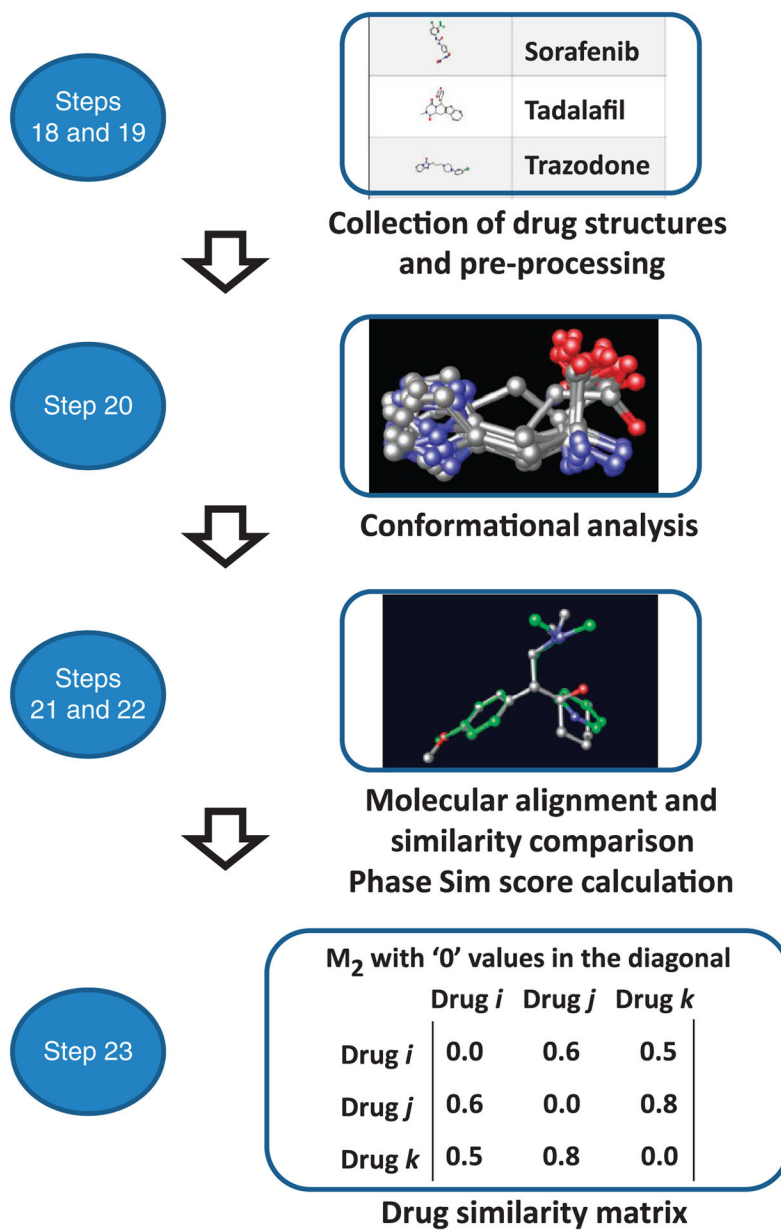 Steps
18 and 19
Sorafenib
Tadalafil
Trazodone
Collection of drug structures
and pre-processing
Step 20
Conformational analysis
Steps
21 and 22
Molecular alignment and
similarity comparison
Phase Sim score calculation
Step 23
M2 with ‘0’ values in the diagonal
Drug i Drug j Drug k
Drug i 0.0 0.6 0.5
Drug j 0.6 0.0 0.8
Drug k 0.5 0.8 0.0
Drug similarity matrix